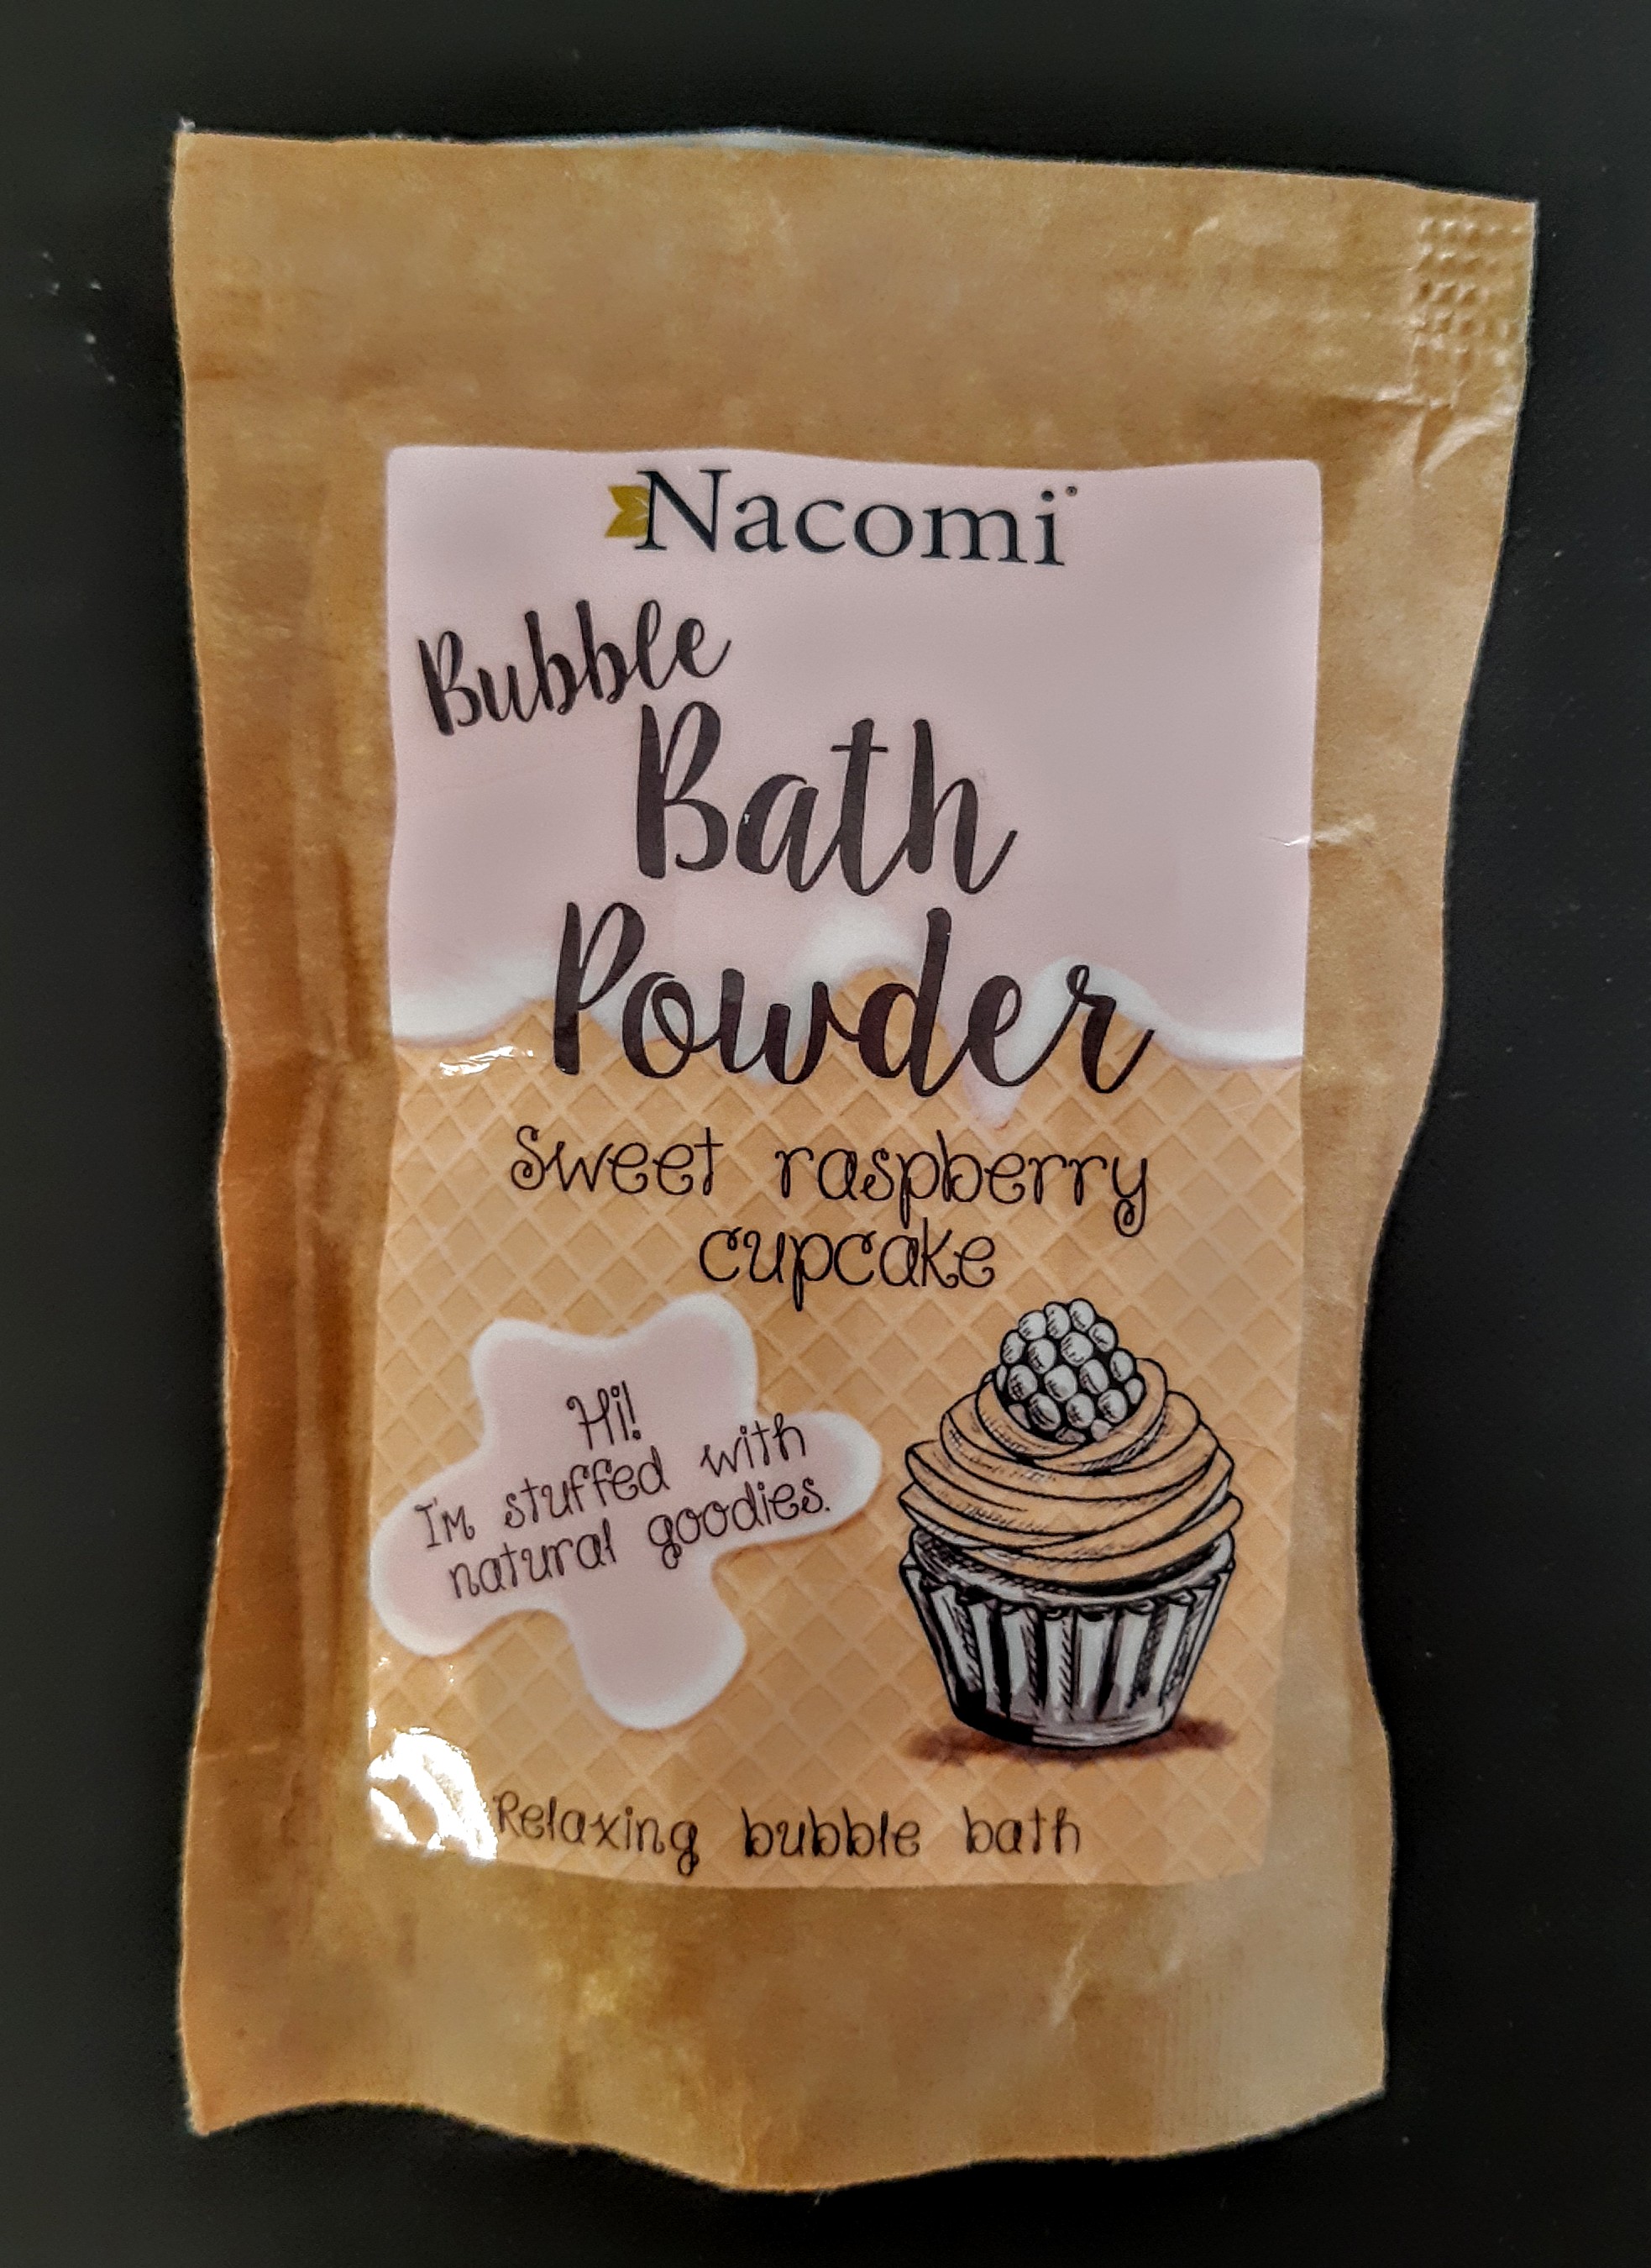 Nacomi®
Bubble
Bath
Powder
Sweet raspberry
cupcake
Hi!
I'm stuffed with
natural goodies.
Relaxing bubble bath